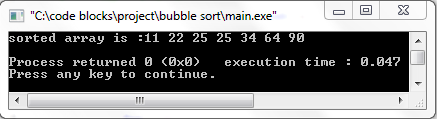 "C:\code blocks\project\bubble sort\main.exe"
sorted array is :11 22 25 25 34 64 90
Process returned 0 (0x0)   execution time : 0.047
Press any key to continue.